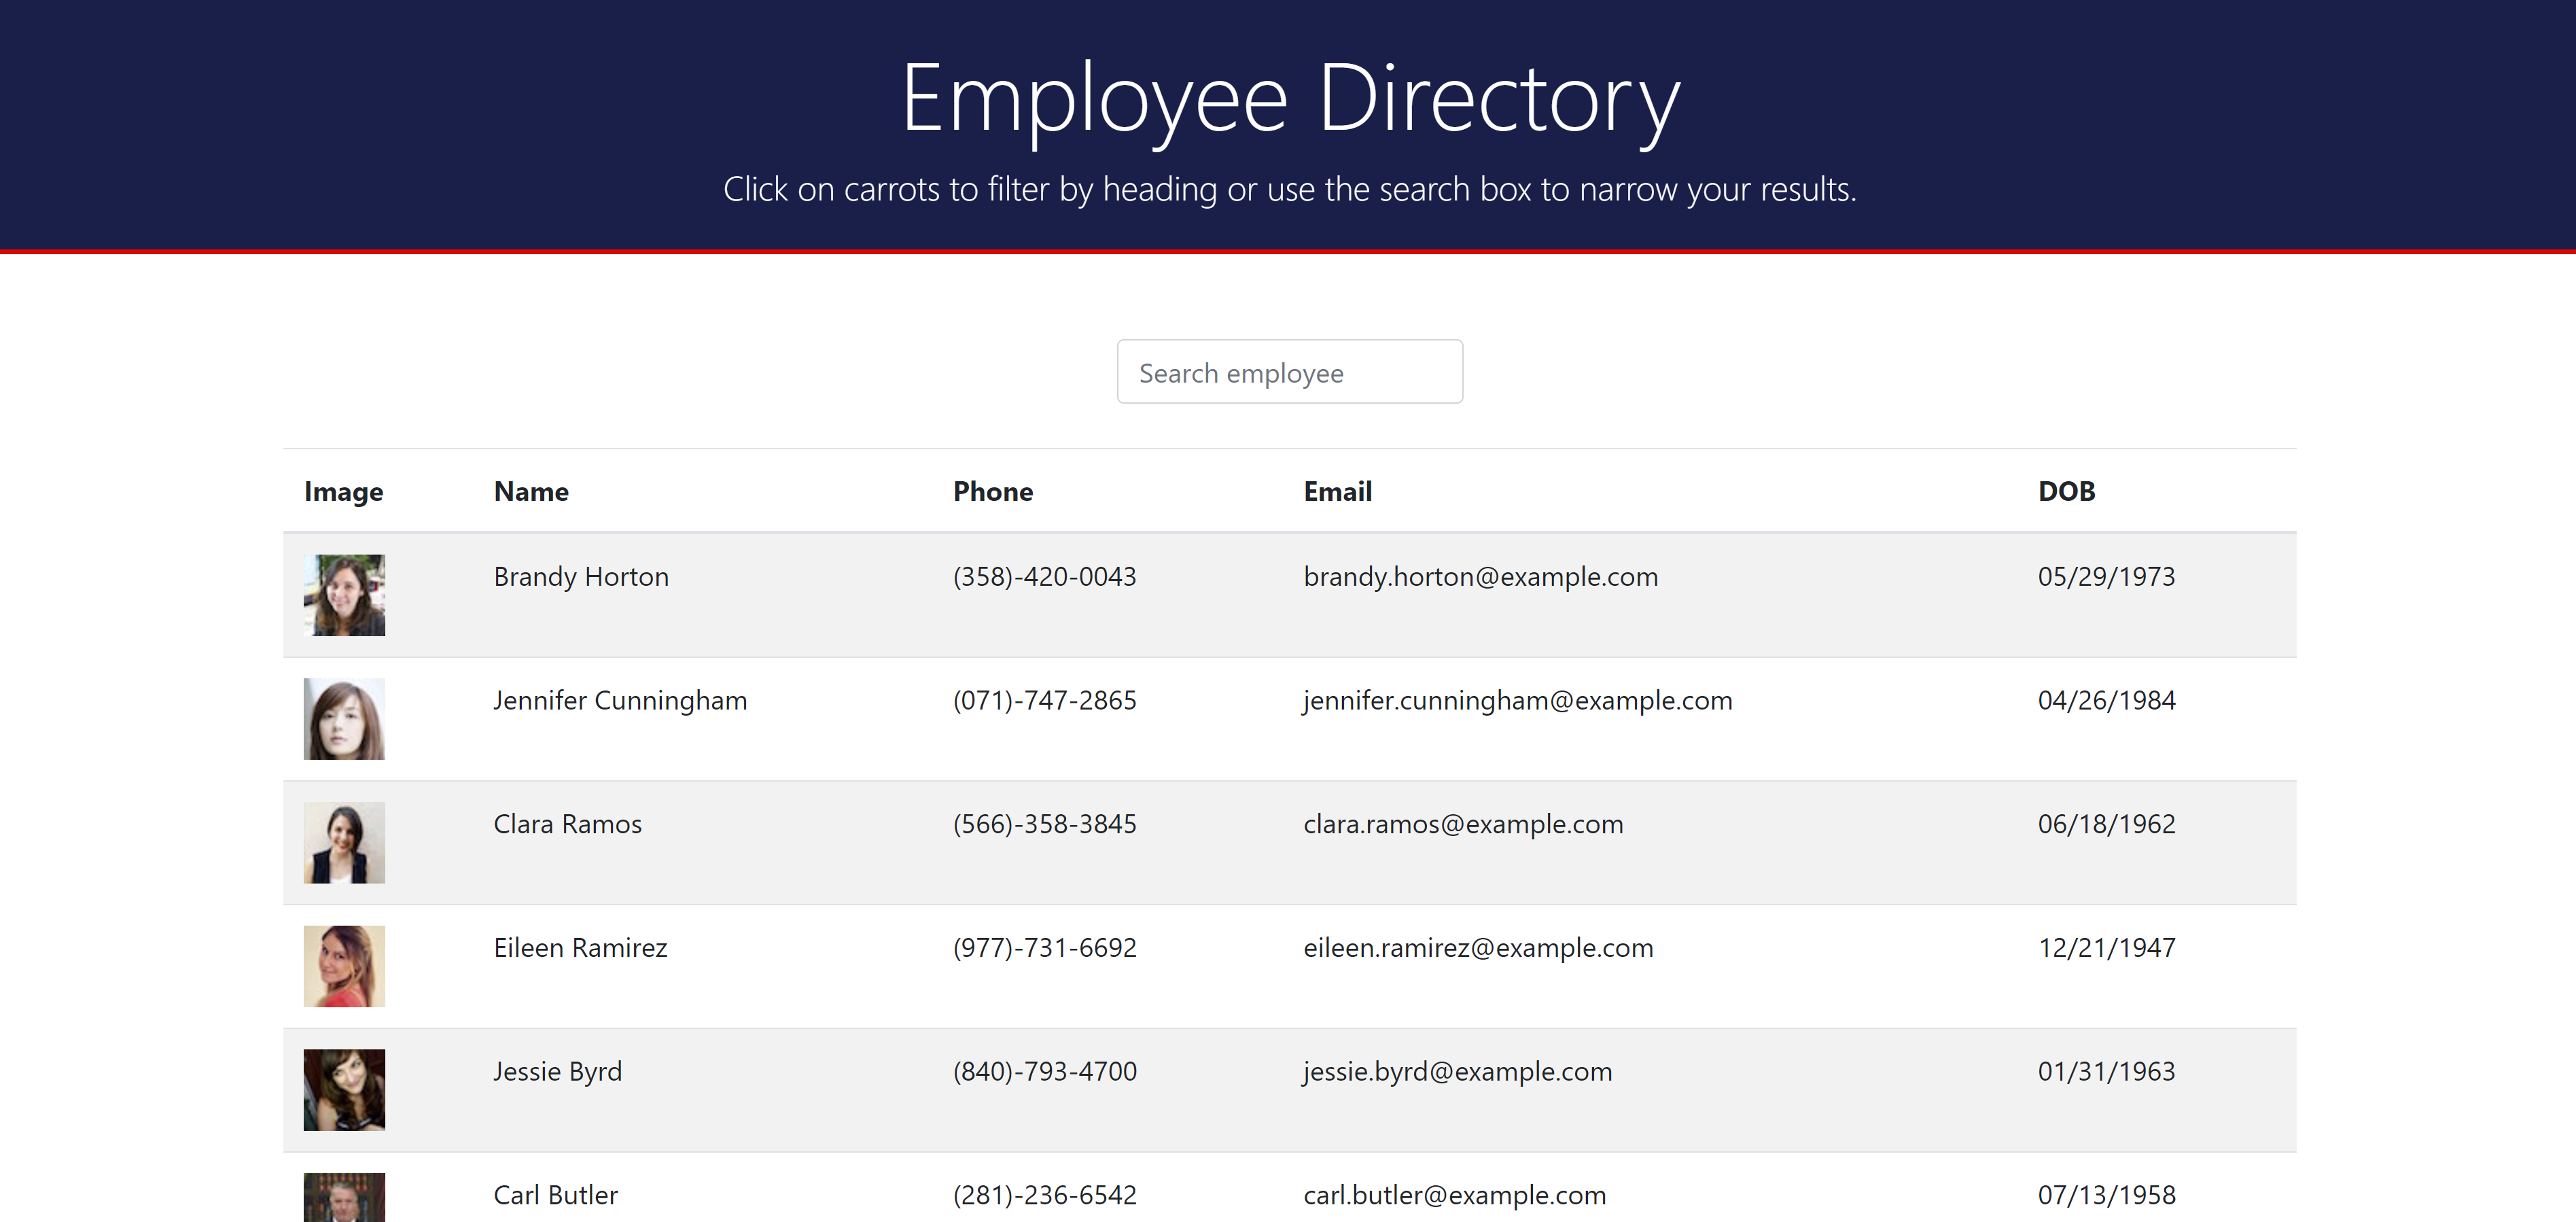 Employee Directory
Click on carrots to filter by heading or use the search box to narrow your results.
Search employee
Image Name Phone Email DOB
Brandy Horton (358)-420-0043 brandy.horton@example.com 05/29/1973
Jennifer Cunningham (071)-747-2865 jennifer.cunningham@example.com 04/26/1984
Clara Ramos (566)-358-3845 clara.ramos@example.com 06/18/1962
Eileen Ramirez (977)-731-6692 eileen.ramirez@example.com 12/21/1947
Jessie Byrd (840)-793-4700 jessie.byrd@example.com 01/31/1963
Carl Butler (281)-236-6542 carl.butler@example.com 07/13/1958